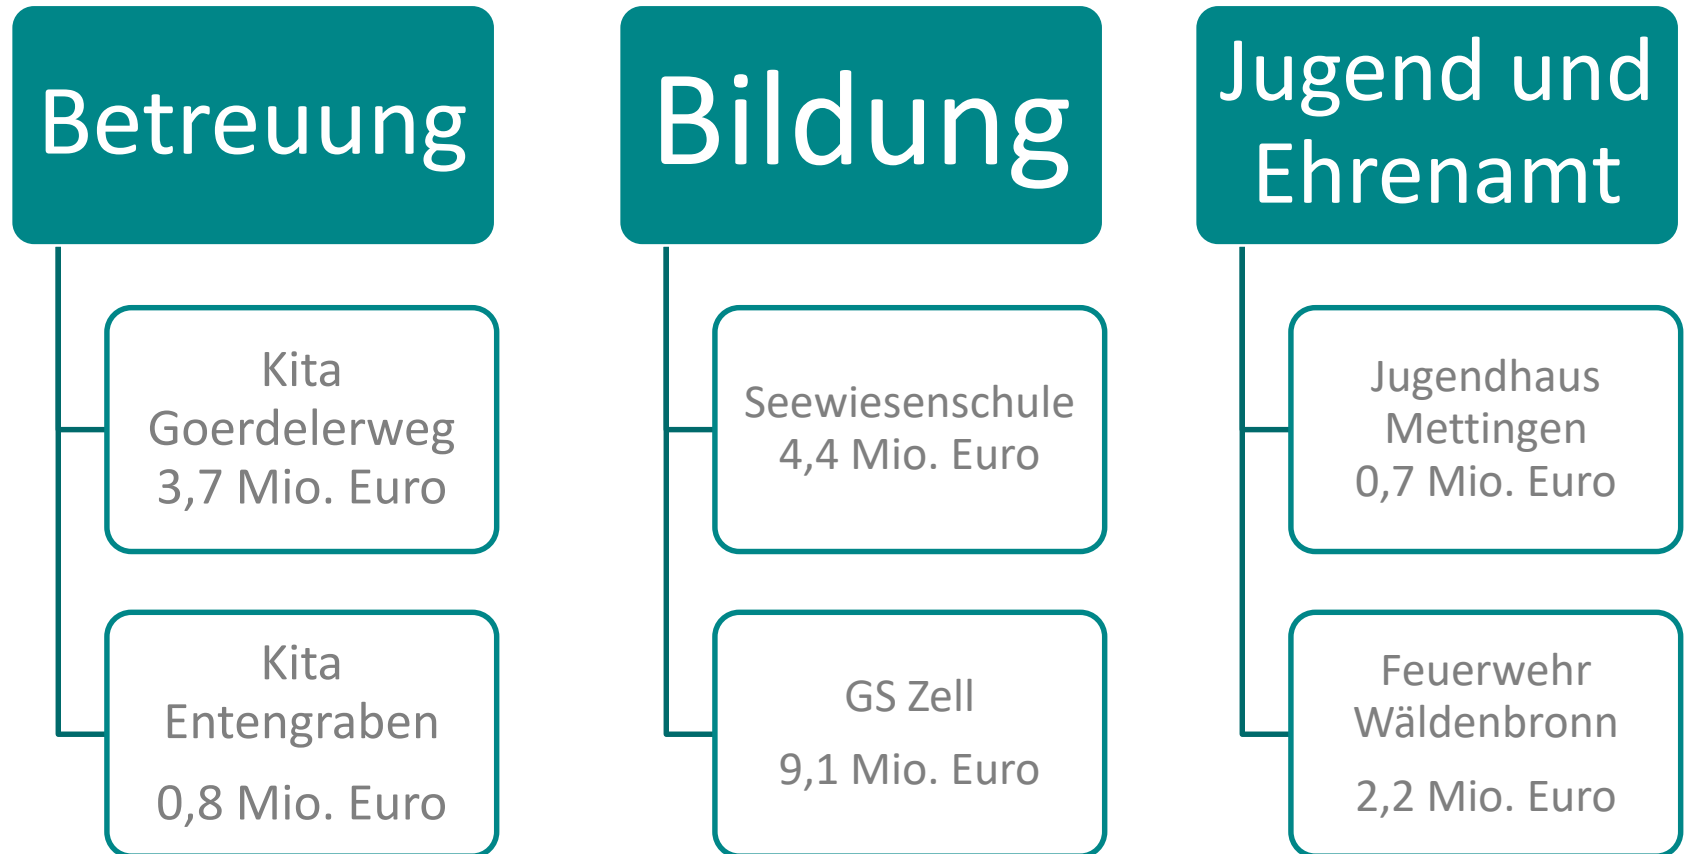 Betreuung
Kita
Goerdelerweg
3,7 Mio. Euro
Kita
Entengraben
0,8 Mio. Euro
Bildung
Seewiesenschule
4,4 Mio. Euro
GS Zell
9,1 Mio. Euro
Jugend und
Ehrenamt
Jugendhaus
Mettingen
0,7 Mio. Euro
Feuerwehr
Wäldenbronn
2,2 Mio. Euro